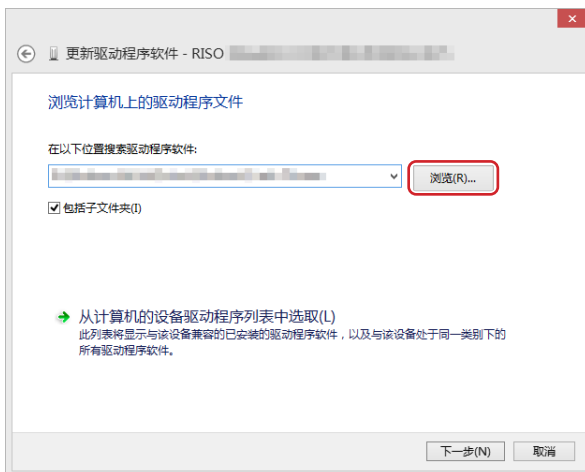 更新驱动程序软件 - RISO
浏览计算机上的驱动程序文件
在以下位置搜索驱动程序软件:
浏览(R)...
包括子文件夹(I)
从计算机的设备驱动程序列表中选取(L)
此列表将显示与该设备兼容的已安装的驱动程序软件，以及与该设备处于同一类别下的
所有驱动程序软件。
下一步(N)
取消